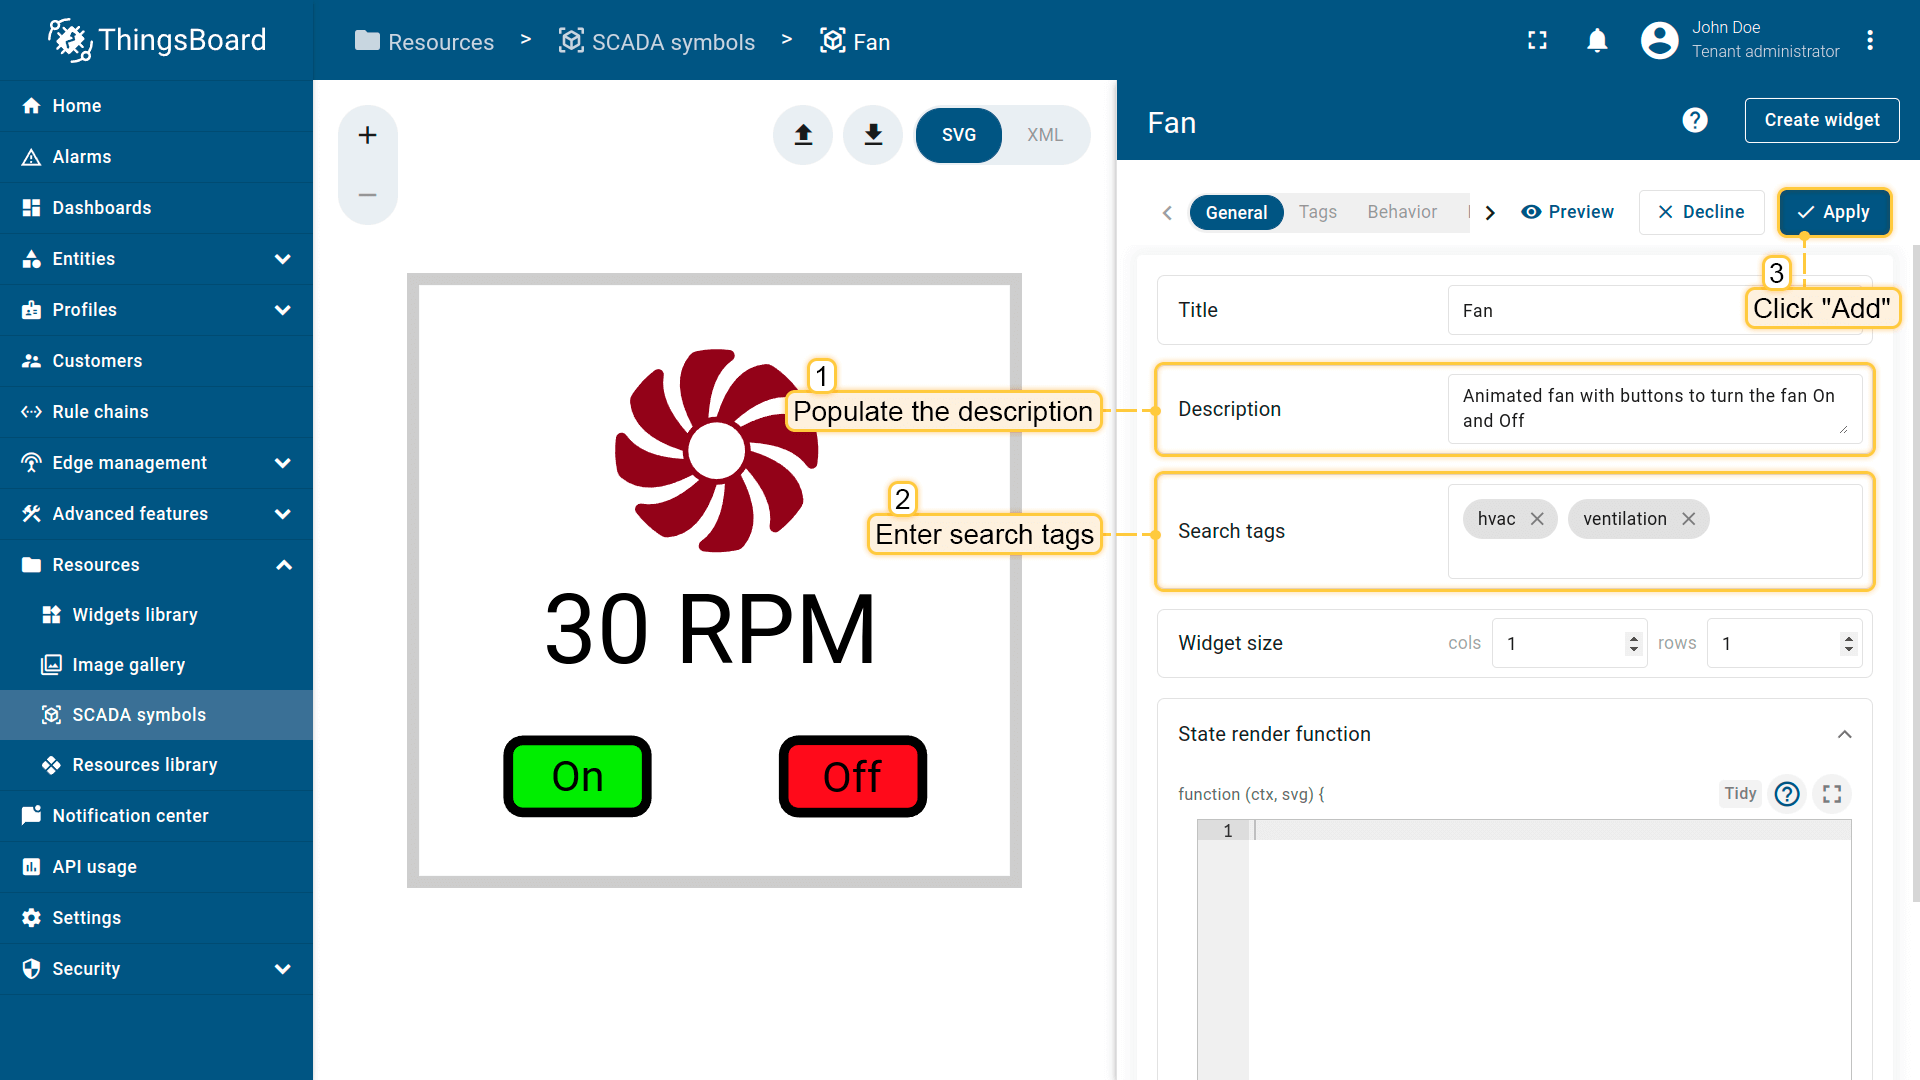 ThingsBoard
Resources > SCADA symbols > Fan
John Doe
Tenant administrator
Home
Alarms
Dashboards
Entities
Profiles
Customers
Rule chains
Edge management
Advanced features
Resources
Widgets library
Image gallery
SCADA symbols
Resources library
Notification center
API usage
Settings
Security
+
−
SVG XML
30 RPM
On Off
1
Populate the description
2
Enter search tags
Fan
? Create widget
General Tags Behavior
Preview
Decline
Apply
3
Click "Add"
Title Fan
Description
Animated fan with buttons to turn the fan On
and Off
Search tags
hvac ventilation
Widget size cols 1 rows 1
State render function
function (ctx, svg) {
Tidy ?
1